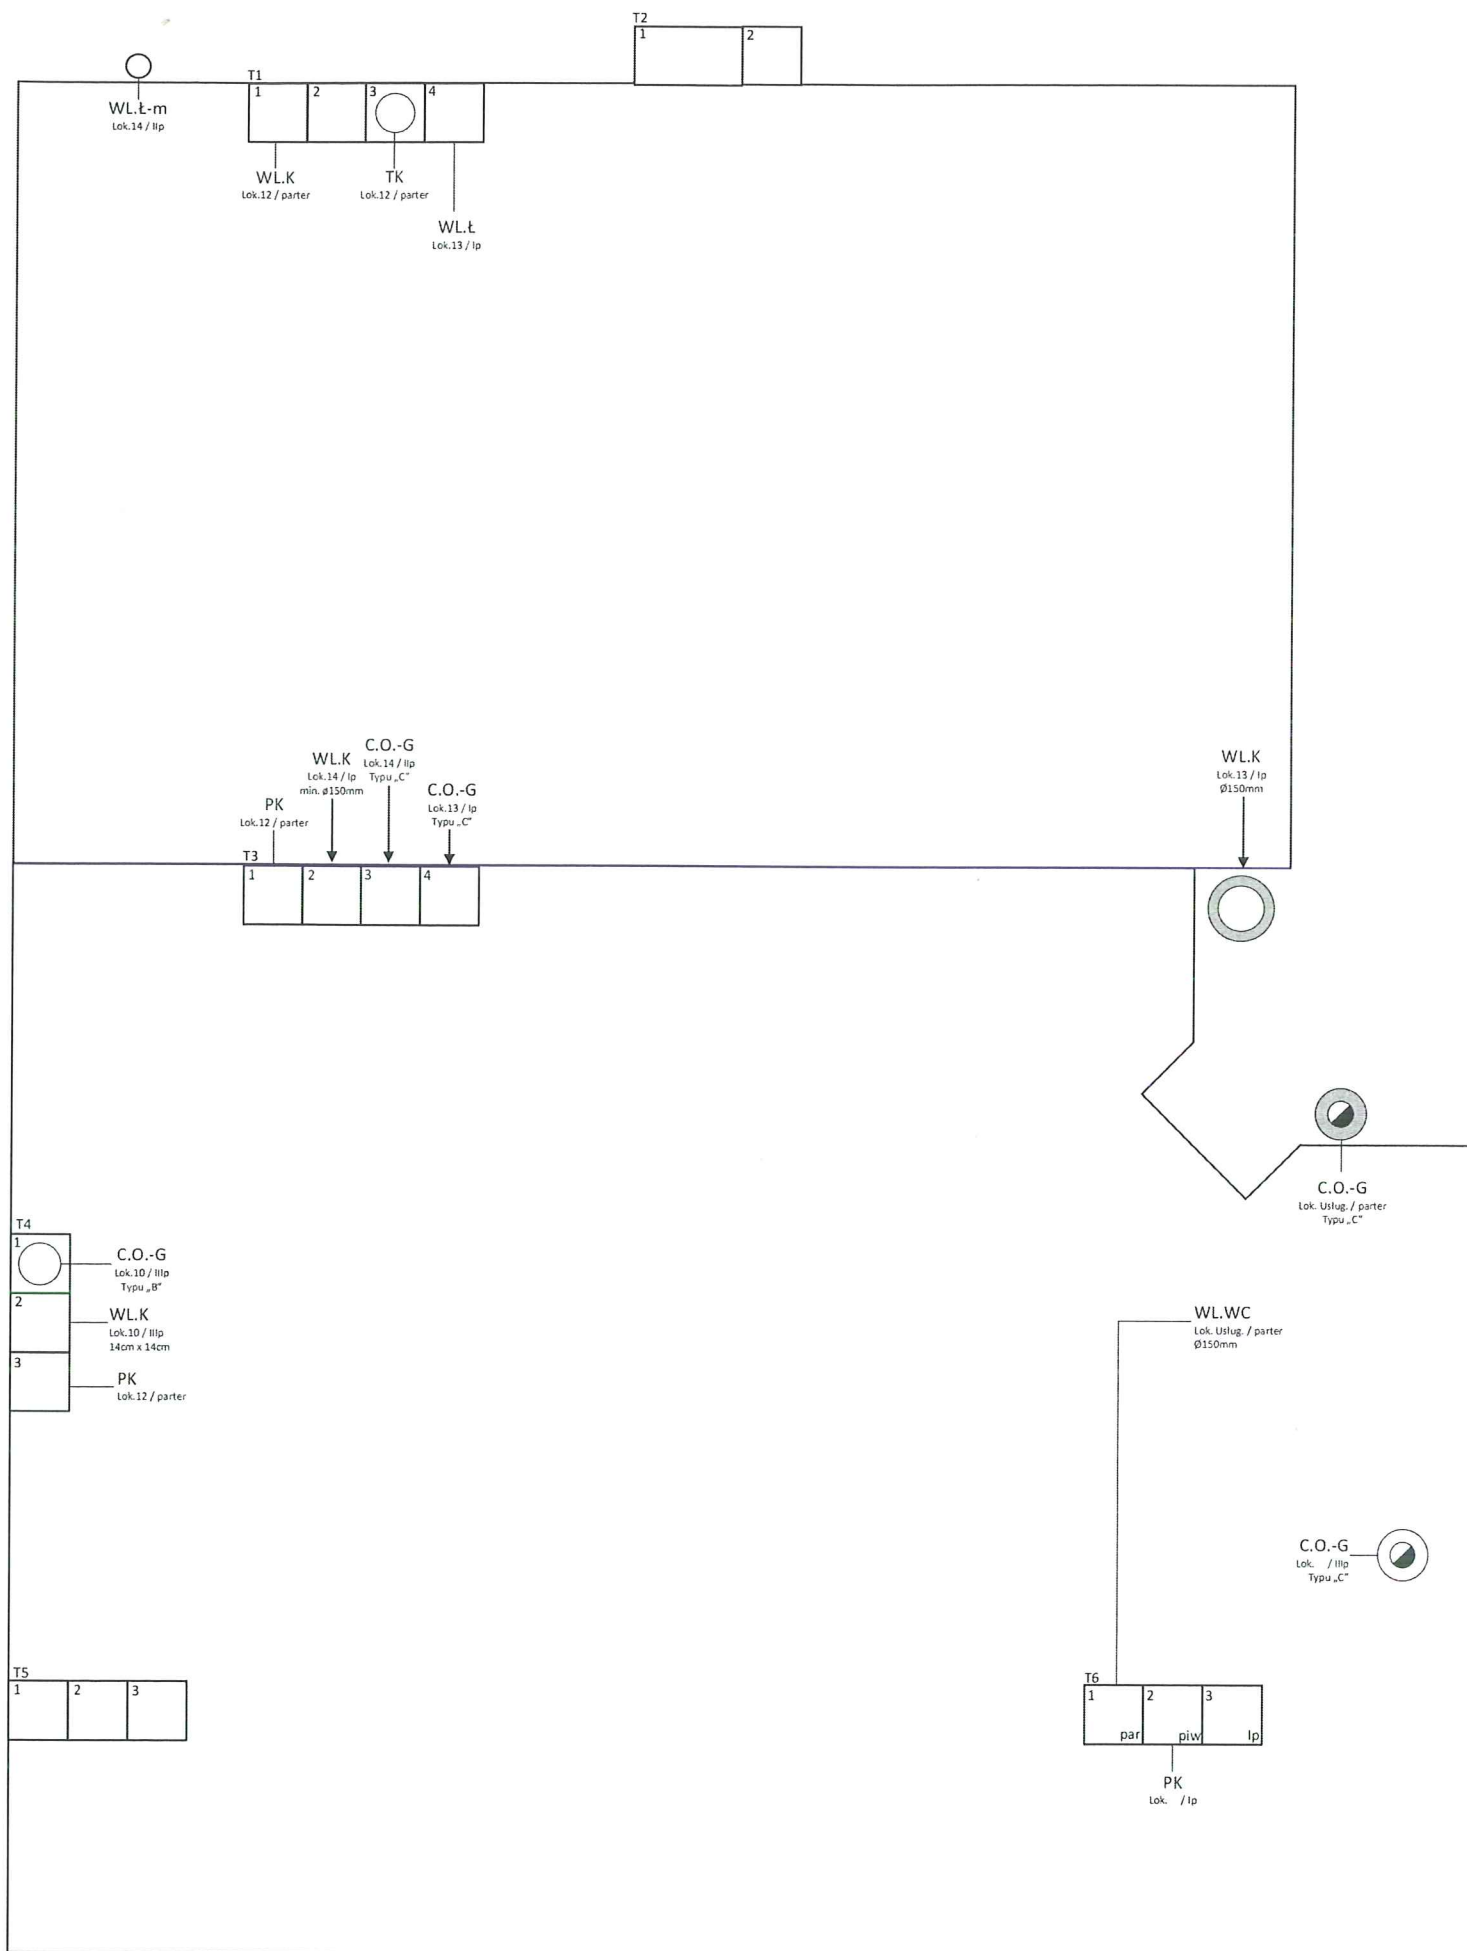 T2
1
2
T1
1
2
3
4
WL.Ł-m
Lok.14 / IIp
WL.K
Lok.12 / parter
TK
Lok.12 / parter
WL.Ł
Lok.13 / Ip
C.O.-G
Lok.14 / IIp
Typu „C”
WL.K
Lok.14 / Ip
min. ø150mm
C.O.-G
Lok.13 / Ip
Typu „C”
PK
Lok.12 / parter
WL.K
Lok.13 / Ip
Ø150mm
T3
1
2
3
4
C.O.-G
Lok. Usług. / parter
Typu „C”
T4
1
C.O.-G
Lok.10 / IIIp
Typu „B”
2
WL.K
Lok.10 / IIIp
14cm x 14cm
3
PK
Lok.12 / parter
WL.WC
Lok. Usług. / parter
Ø150mm
C.O.-G
Lok. / IIIp
Typu „C”
T5
1
2
3
T6
1
2
3
par
piw
Ip
PK
Lok. / Ip